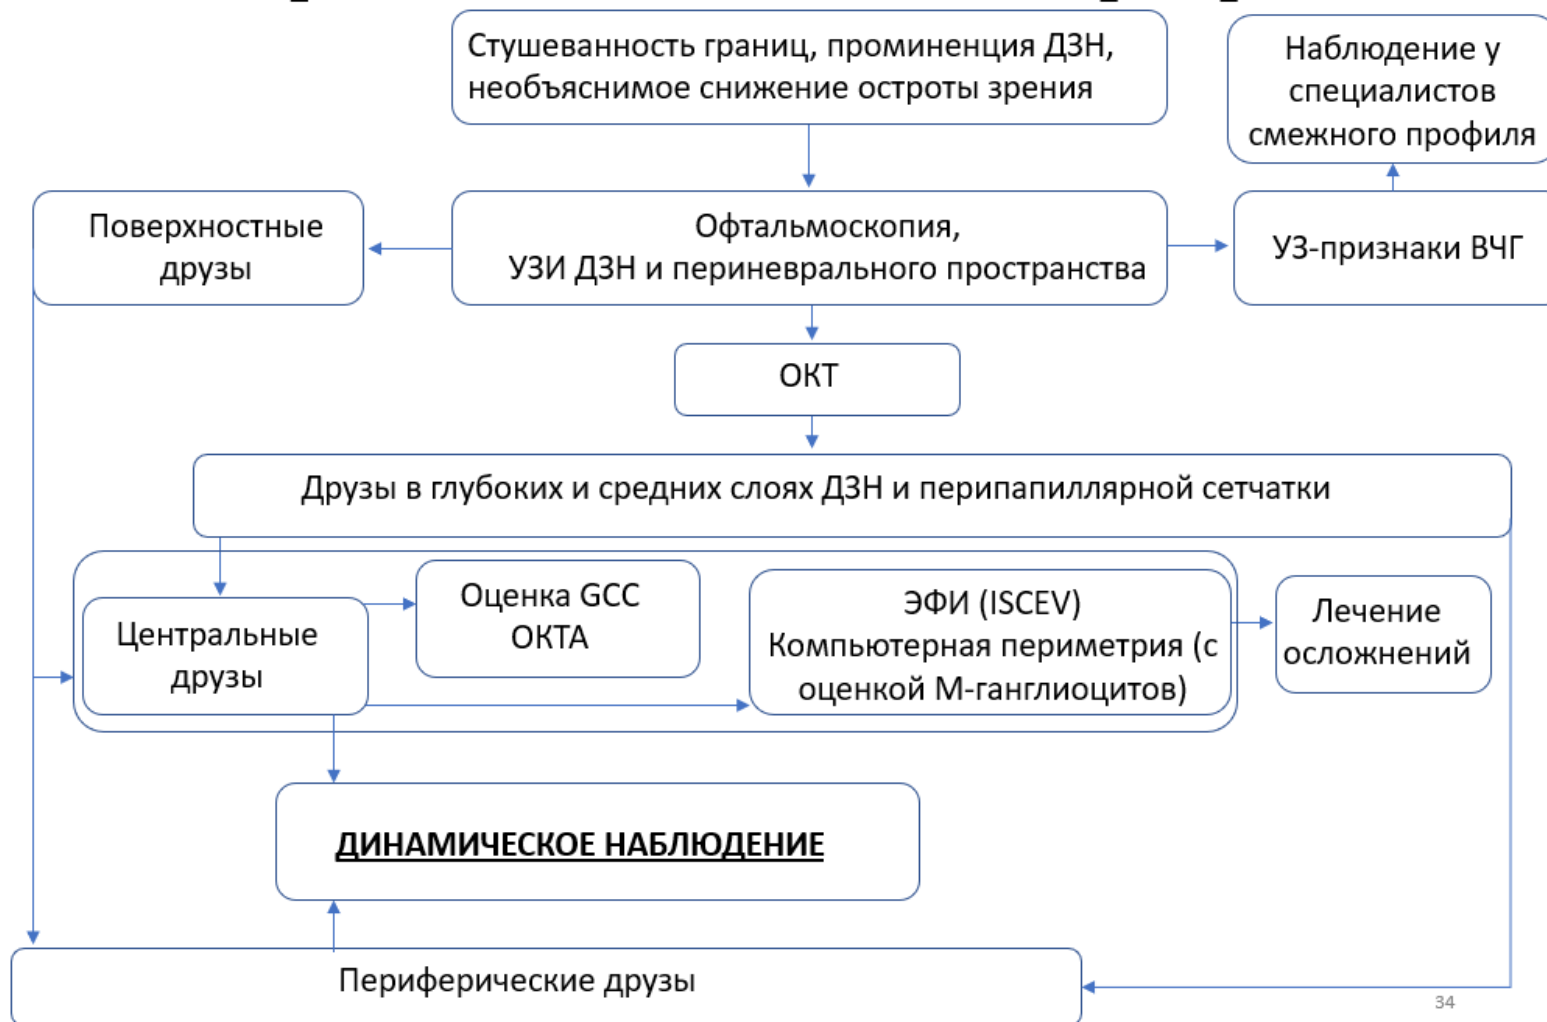 Стушеванность границ, проминенция ДЗН,
необъяснимое снижение остроты зрения
Наблюдение у
специалистов
смежного профиля
Поверхностные
друзы
Офтальмоскопия,
УЗИ ДЗН и периневрального пространства
УЗ-признаки ВЧГ
ОКТ
Друзы в глубоких и средних слоях ДЗН и перипапиллярной сетчатки
Центральные
друзы
Оценка GCC
ОКТА
ЭФИ (ISCEV)
Компьютерная периметрия (с
оценкой М-ганглиоцитов)
Лечение
осложнений
ДИНАМИЧЕСКОЕ НАБЛЮДЕНИЕ
Периферические друзы
34